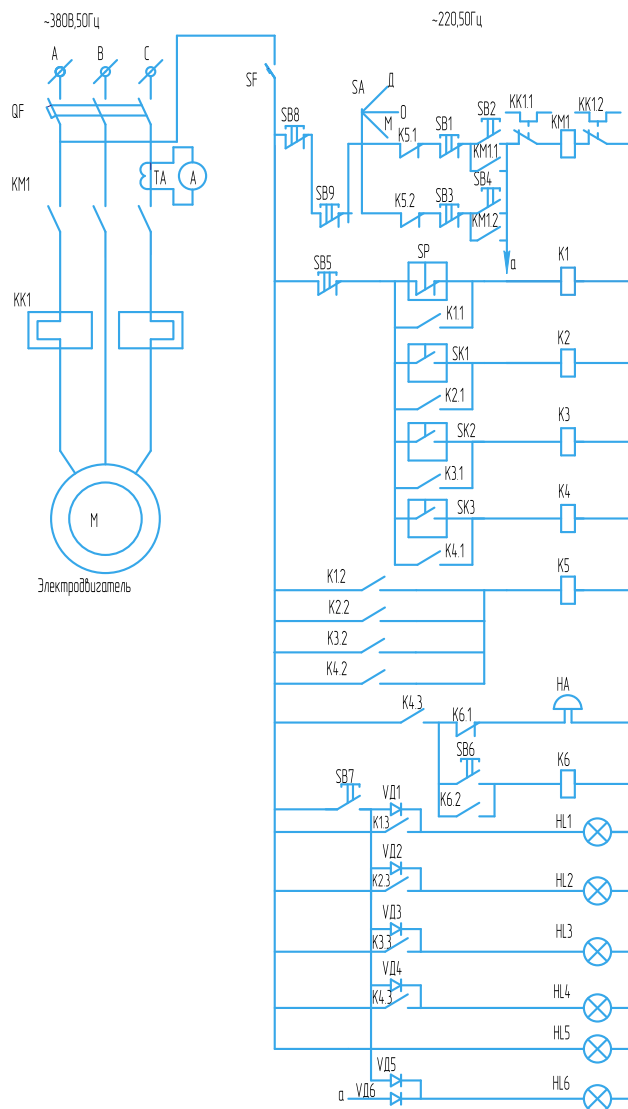 ~380В,50Гц
~220,50Гц
A
B
C
SF
QF
SA
Д
О
М
SB8
K5.1
SB1
SB2
KK1.1
KM1
KK1.2
KM1.1
KM1
TA
A
SB9
K5.2
SB3
SB4
KM1.2
а
SB5
SP
K1
KK1
K1.1
SK1
K2
K2.1
SK2
K3
K3.1
SK3
K4
М
K4.1
Электродвигатель
K1.2
K5
K2.2
K3.2
K4.2
HA
K4.3
K6.1
SB6
K6
SB7
VД1
K6.2
K1.3
HL1
VД2
K2.3
HL2
VД3
K3.3
HL3
VД4
K4.3
HL4
HL5
VД5
а
VД6
HL6